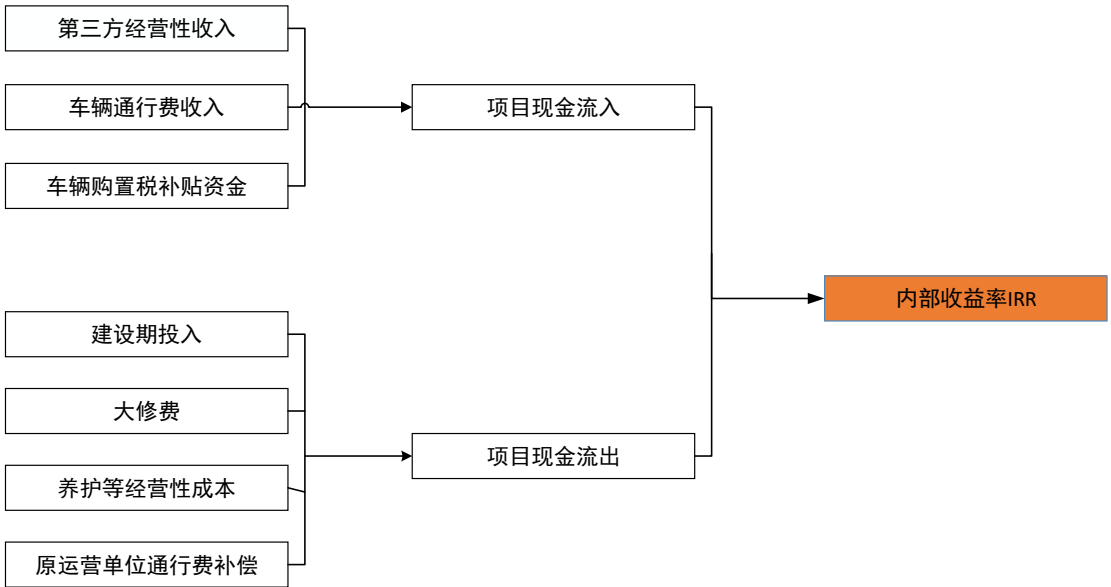 第三方经营性收入
车辆通行费收入
项目现金流入
车辆购置税补贴资金
内部收益率IRR
建设期投入
大修费
项目现金流出
养护等经营性成本
原运营单位通行费补偿